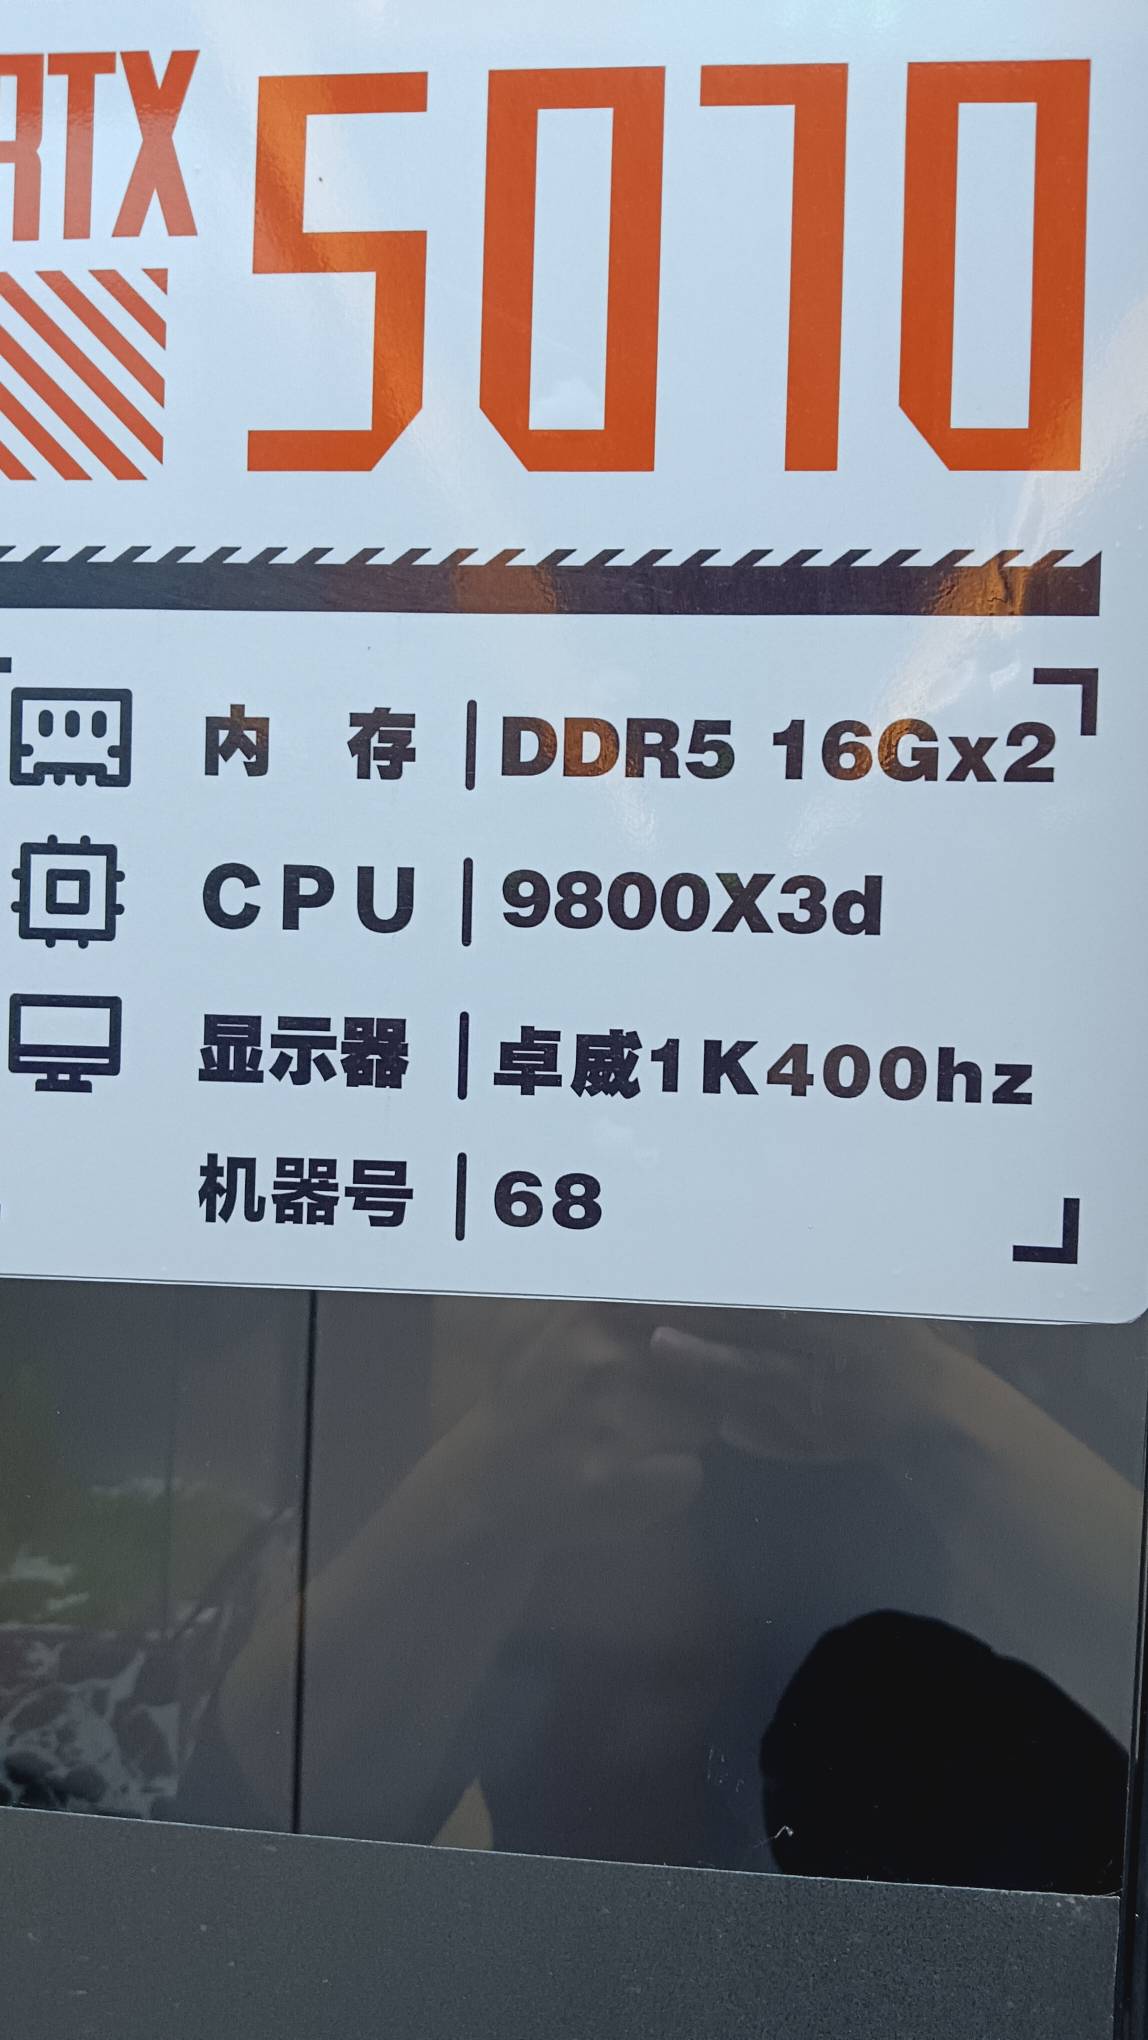 RTX 5070
内存 | DDR5 16Gx2
CPU | 9800X3d
显示器 | 卓威1K400hz
机器号 | 68